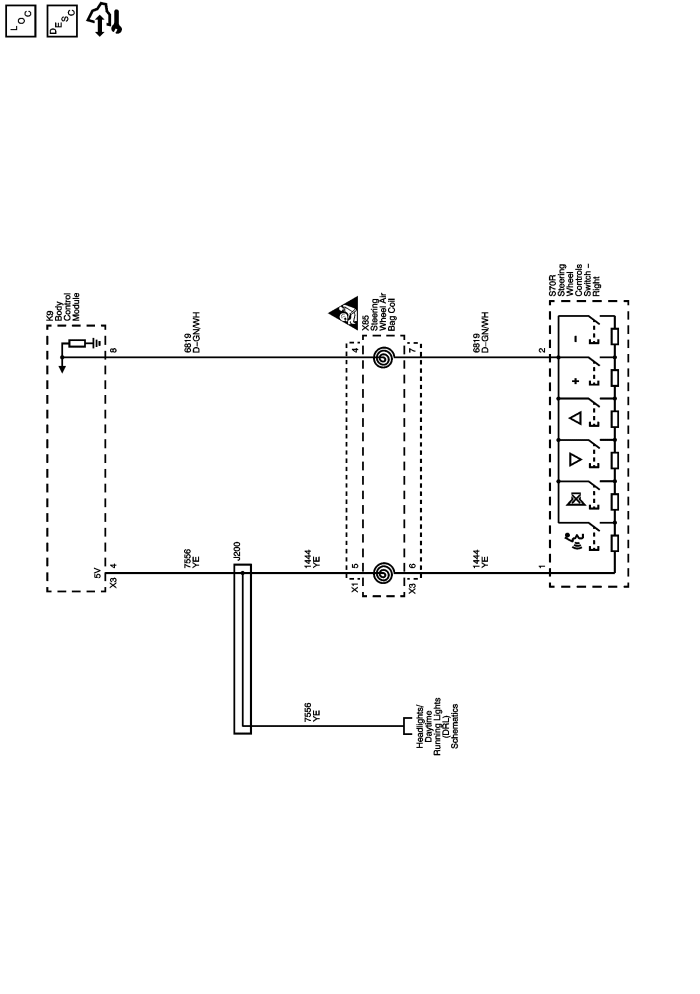 LOC
DESC
K9
Body
Control
Module
8
6819
D-GN/WH
4
X85
Steering
Wheel Air
Bag Coil
7
6819
D-GN/WH
2
S70R
Steering
Wheel
Controls
Switch –
Right
–
+
5V
4
X3
7556
YE
J200
1444
YE
5
X1
6
X3
1444
YE
1
7556
YE
Headlights/
Daytime
Running Lights
(DRL)
Schematics